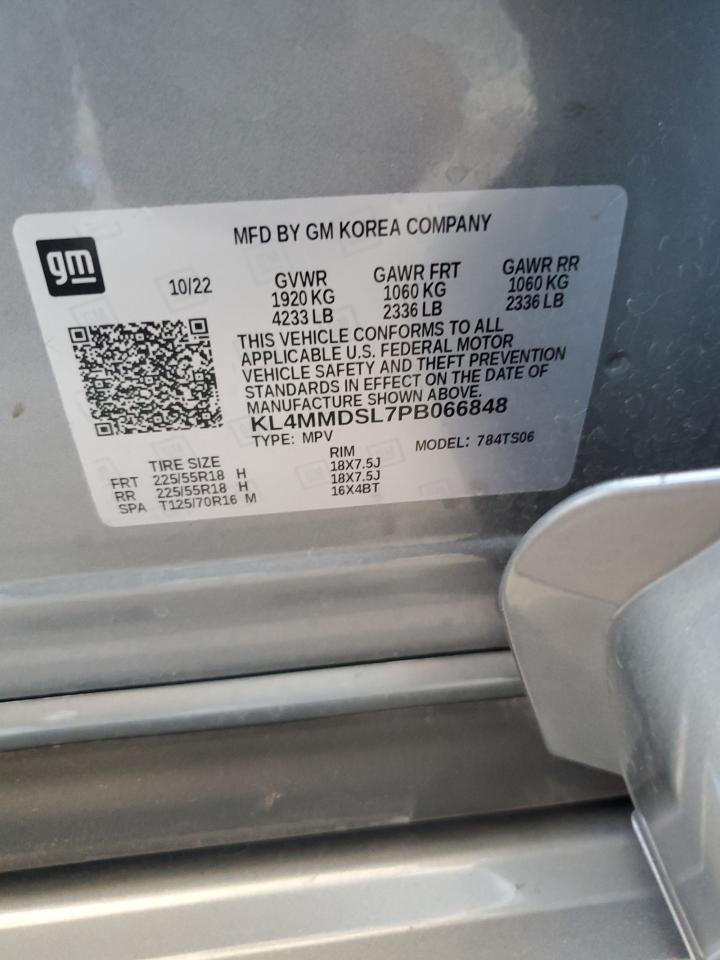 gm
MFD BY GM KOREA COMPANY
10/22
GVWR
1920 KG
4233 LB
GAWR FRT
1060 KG
2336 LB
GAWR RR
1060 KG
2336 LB
THIS VEHICLE CONFORMS TO ALL
APPLICABLE U.S. FEDERAL MOTOR
VEHICLE SAFETY AND THEFT PREVENTION
STANDARDS IN EFFECT ON THE DATE OF
MANUFACTURE SHOWN ABOVE.
KL4MMDSL7PB066848
TYPE: MPV MODEL: 784TS06
TIRE SIZE RIM
FRT 225/55R18 H 18X7.5J
RR 225/55R18 H 18X7.5J
SPA T125/70R16 M 16X4BT